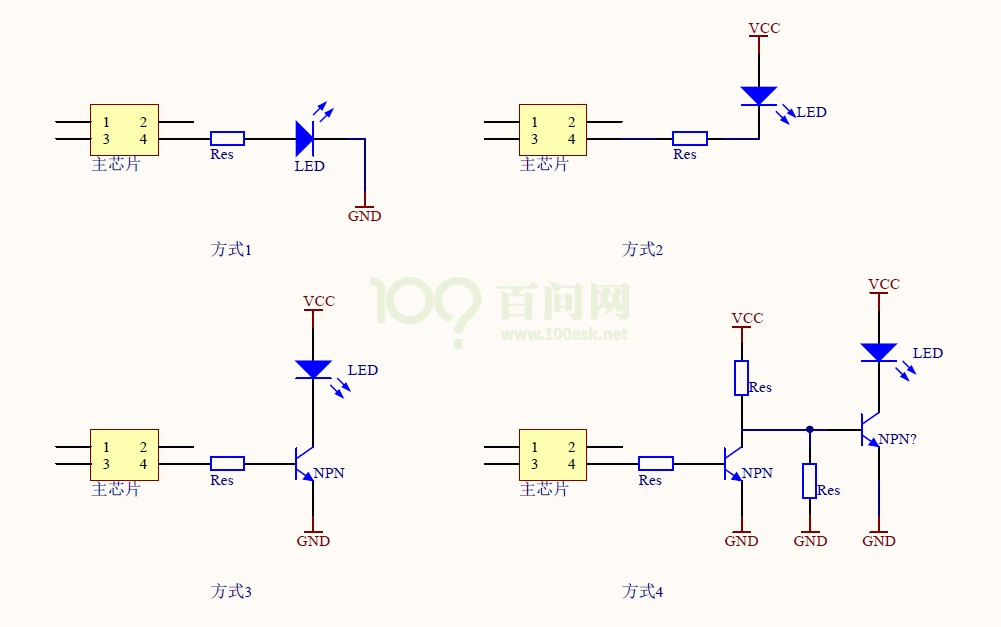 VCC
1 2
3 4
主芯片
Res
LED
GND
方式1
1 2
3 4
主芯片
Res
LED
方式2
100?
百问网
www.100ask.net
VCC
LED
1 2
3 4
主芯片
Res
NPN
GND
方式3
VCC
VCC
Res
LED
1 2
3 4
主芯片
Res
NPN
Res
NPN?
GND
GND
GND
方式4